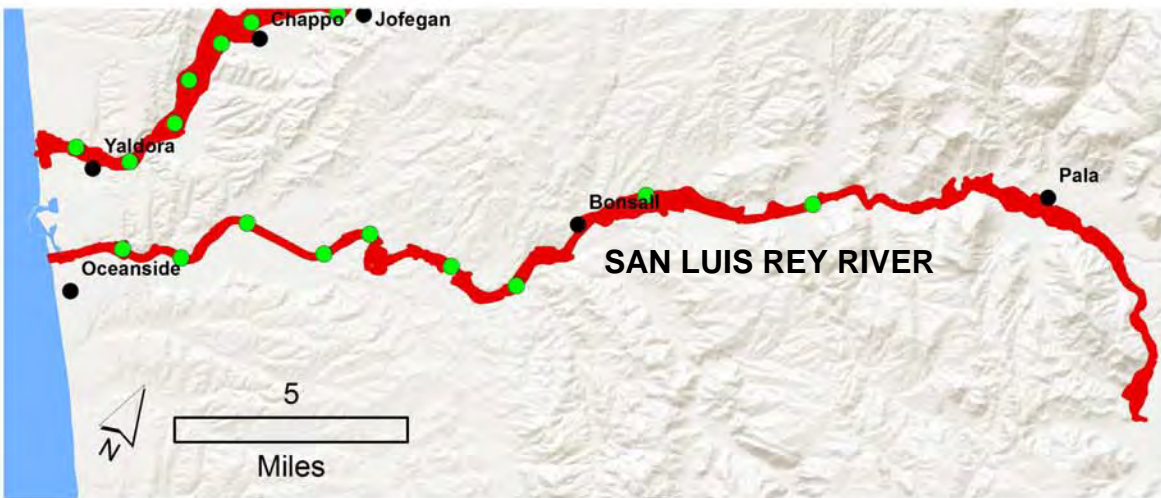 Chappo
Jofegan
Yaldora
Pala
Bonsall
Oceanside
SAN LUIS REY RIVER
5
Miles
N